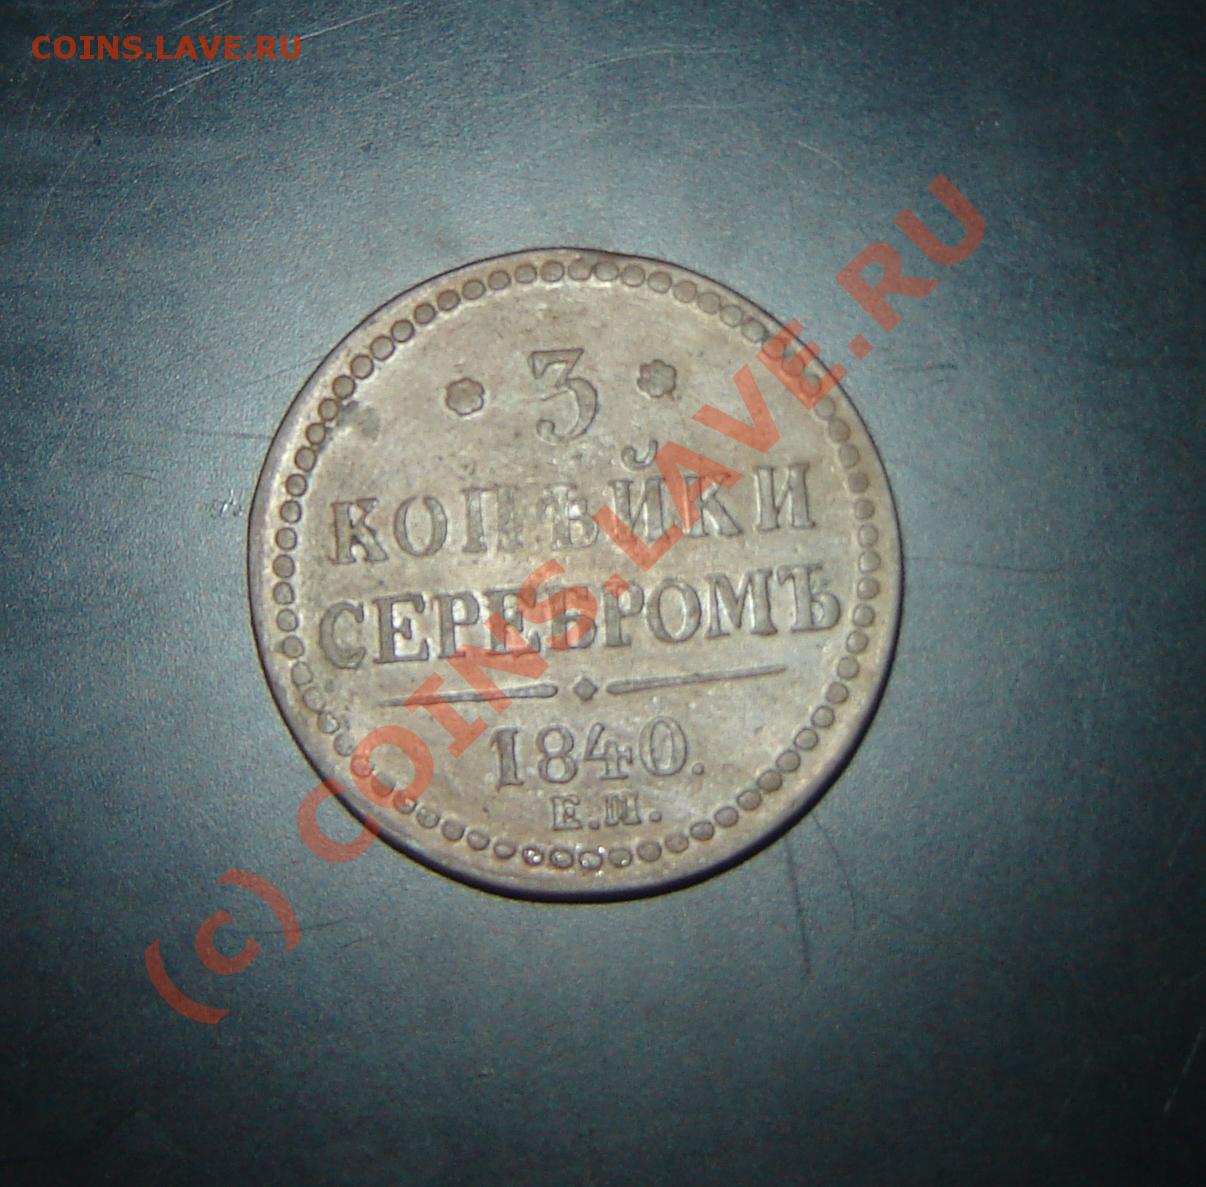 COINS.LAVE.RU
* 3 *
КОПѢЙКИ
СЕРЕБРОМЪ
1840.
Е.М.
(c) COINS.LAVE.RU